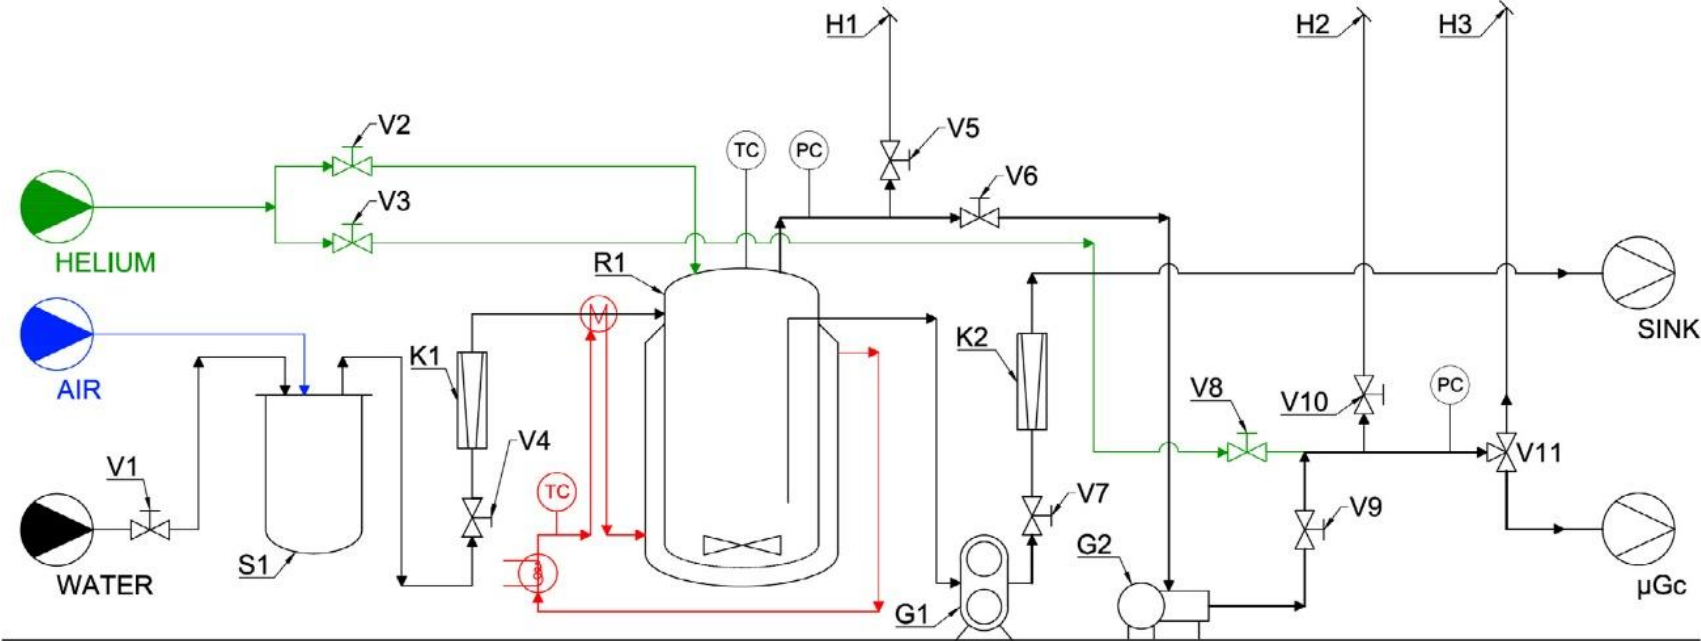 H1
H2
H3
V2
V5
TC
PC
V6
V3
HELIUM
R1
M
SINK
K1
K2
AIR
PC
V8
V10
V4
V11
V1
TC
V7
V9
G2
S1
WATER
G1
µGc